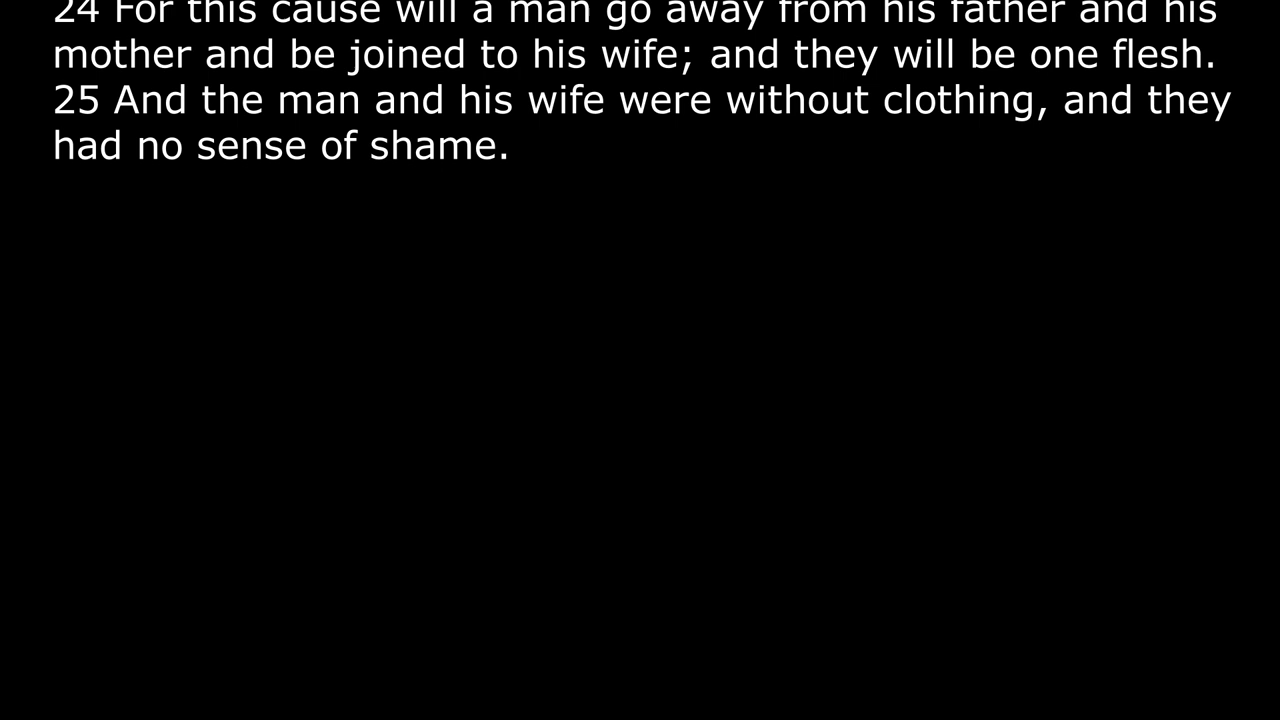 24 For this cause will a man go away from his father and his
mother and be joined to his wife; and they will be one flesh.
25 And the man and his wife were without clothing, and they
had no sense of shame.